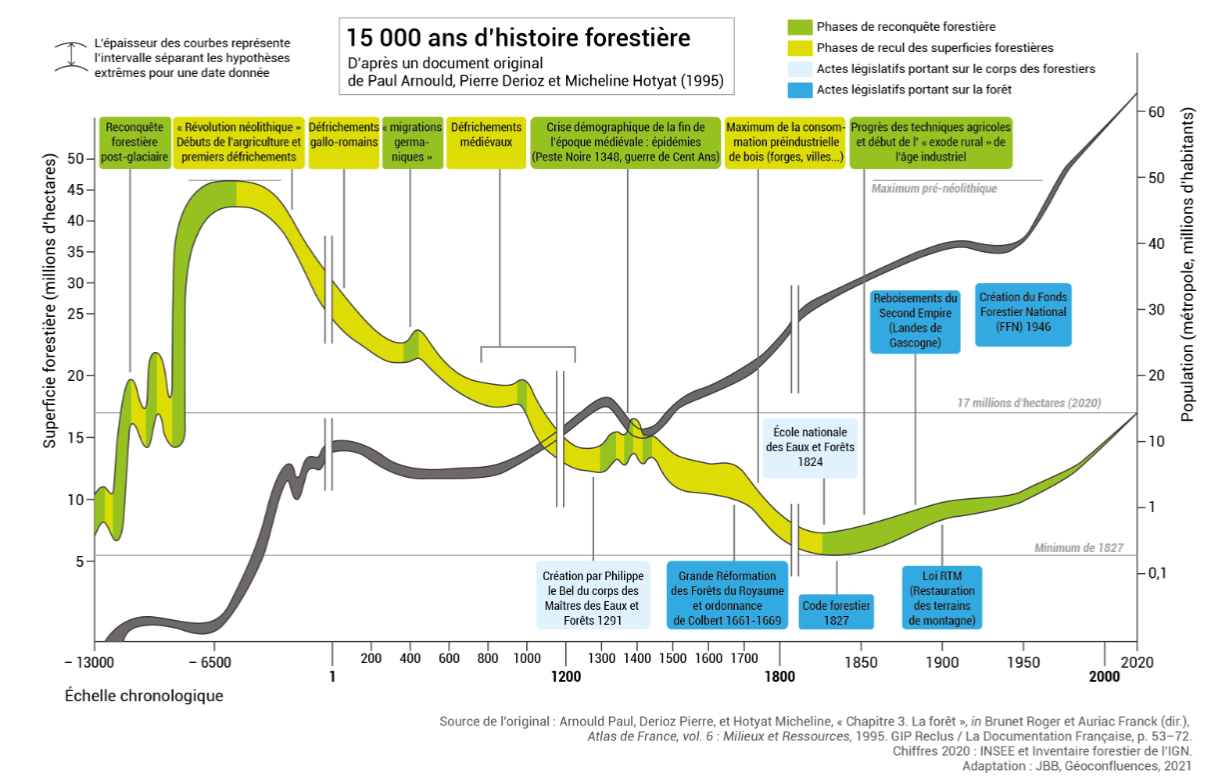 15 000 ans d'histoire forestière
D'après un document original
de Paul Arnould, Pierre Derioz et Micheline Hotyat (1995)
L'épaisseur des courbes représente
l'intervalle séparant les hypothèses
extrêmes pour une date donnée
Phases de reconquête forestière
Phases de recul des superficies forestières
Actes législatifs portant sur le corps des forestiers
Actes législatifs portant sur la forêt
Reconquête
forestière
post-glaciaire
« Révolution néolithique »
Débuts de l'argriculture et
premiers défrichements
Défrichements
gallo-romains
« migrations
germa-
niques »
Défrichements
médiévaux
Crise démographique de la fin de
l'époque médiévale : épidémies
(Peste Noire 1348, guerre de Cent Ans)
Maximum de la consom-
mation préindustrielle
de bois (forges, villes...)
Progrès des techniques agricoles
et début de l' « exode rural » de
l'âge industriel
Maximum pré-néolithique
Superficie forestière (millions d'hectares)
50
45
40
35
30
25
20
15
10
5
Population (métropole, millions d'habitants)
60
50
40
30
20
10
1
0,1
Reboisements du
Second Empire
(Landes de
Gascogne)
Création du Fonds
Forestier National
(FFN) 1946
17 millions d'hectares (2020)
École nationale
des Eaux et Forêts
1824
Minimum de 1827
Création par Philippe
le Bel du corps des
Maîtres des Eaux et
Forêts 1291
Grande Réformation
des Forêts du Royaume
et ordonnance
de Colbert 1661-1669
Code forestier
1827
Loi RTM
(Restauration
des terrains
de montagne)
– 13000
– 6500
1
200
400
600
800
1000
1200
1300
1400
1500
1600
1700
1800
1850
1900
1950
2000
2020
Échelle chronologique
Source de l'original : Arnould Paul, Derioz Pierre, et Hotyat Micheline, « Chapitre 3. La forêt », in Brunet Roger et Auriac Franck (dir.),
Atlas de France, vol. 6 : Milieux et Ressources, 1995. GIP Reclus / La Documentation Française, p. 53–72.
Chiffres 2020 : INSEE et Inventaire forestier de l'IGN.
Adaptation : JBB, Géoconfluences, 2021